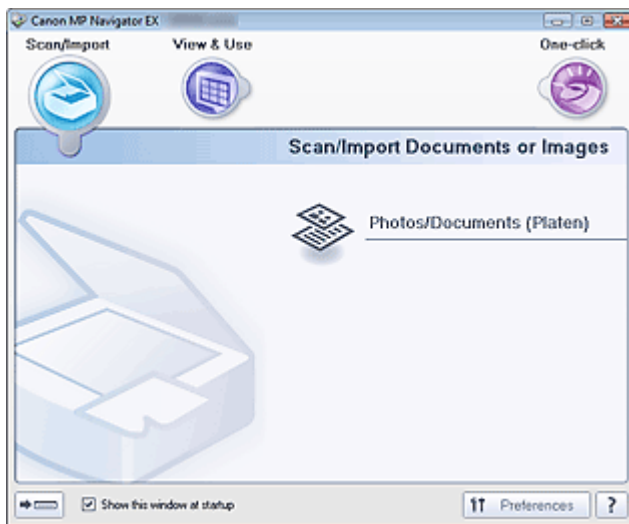 Canon MP Navigator EX
Scan/Import View & Use One-click
Scan/Import Documents or Images
Photos/Documents (Platen)
Show this window at startup Preferences ?